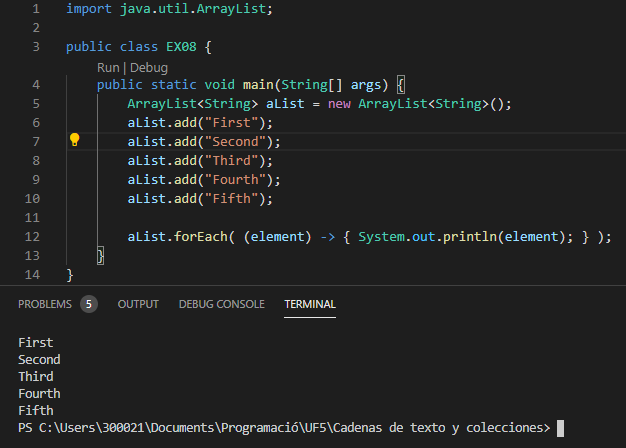 1 import java.util.ArrayList;
2
3 public class EX08 {
Run | Debug
4     public static void main(String[] args) {
5         ArrayList<String> aList = new ArrayList<String>();
6         aList.add("First");
7         aList.add("Second");
8         aList.add("Third");
9         aList.add("Fourth");
10         aList.add("Fifth");
11
12         aList.forEach( (element) -> { System.out.println(element); } );
13     }
14 }
PROBLEMS 5 OUTPUT DEBUG CONSOLE TERMINAL
First
Second
Third
Fourth
Fifth
PS C:\Users\300021\Documents\Programació\UF5\Cadenas de texto y colecciones>